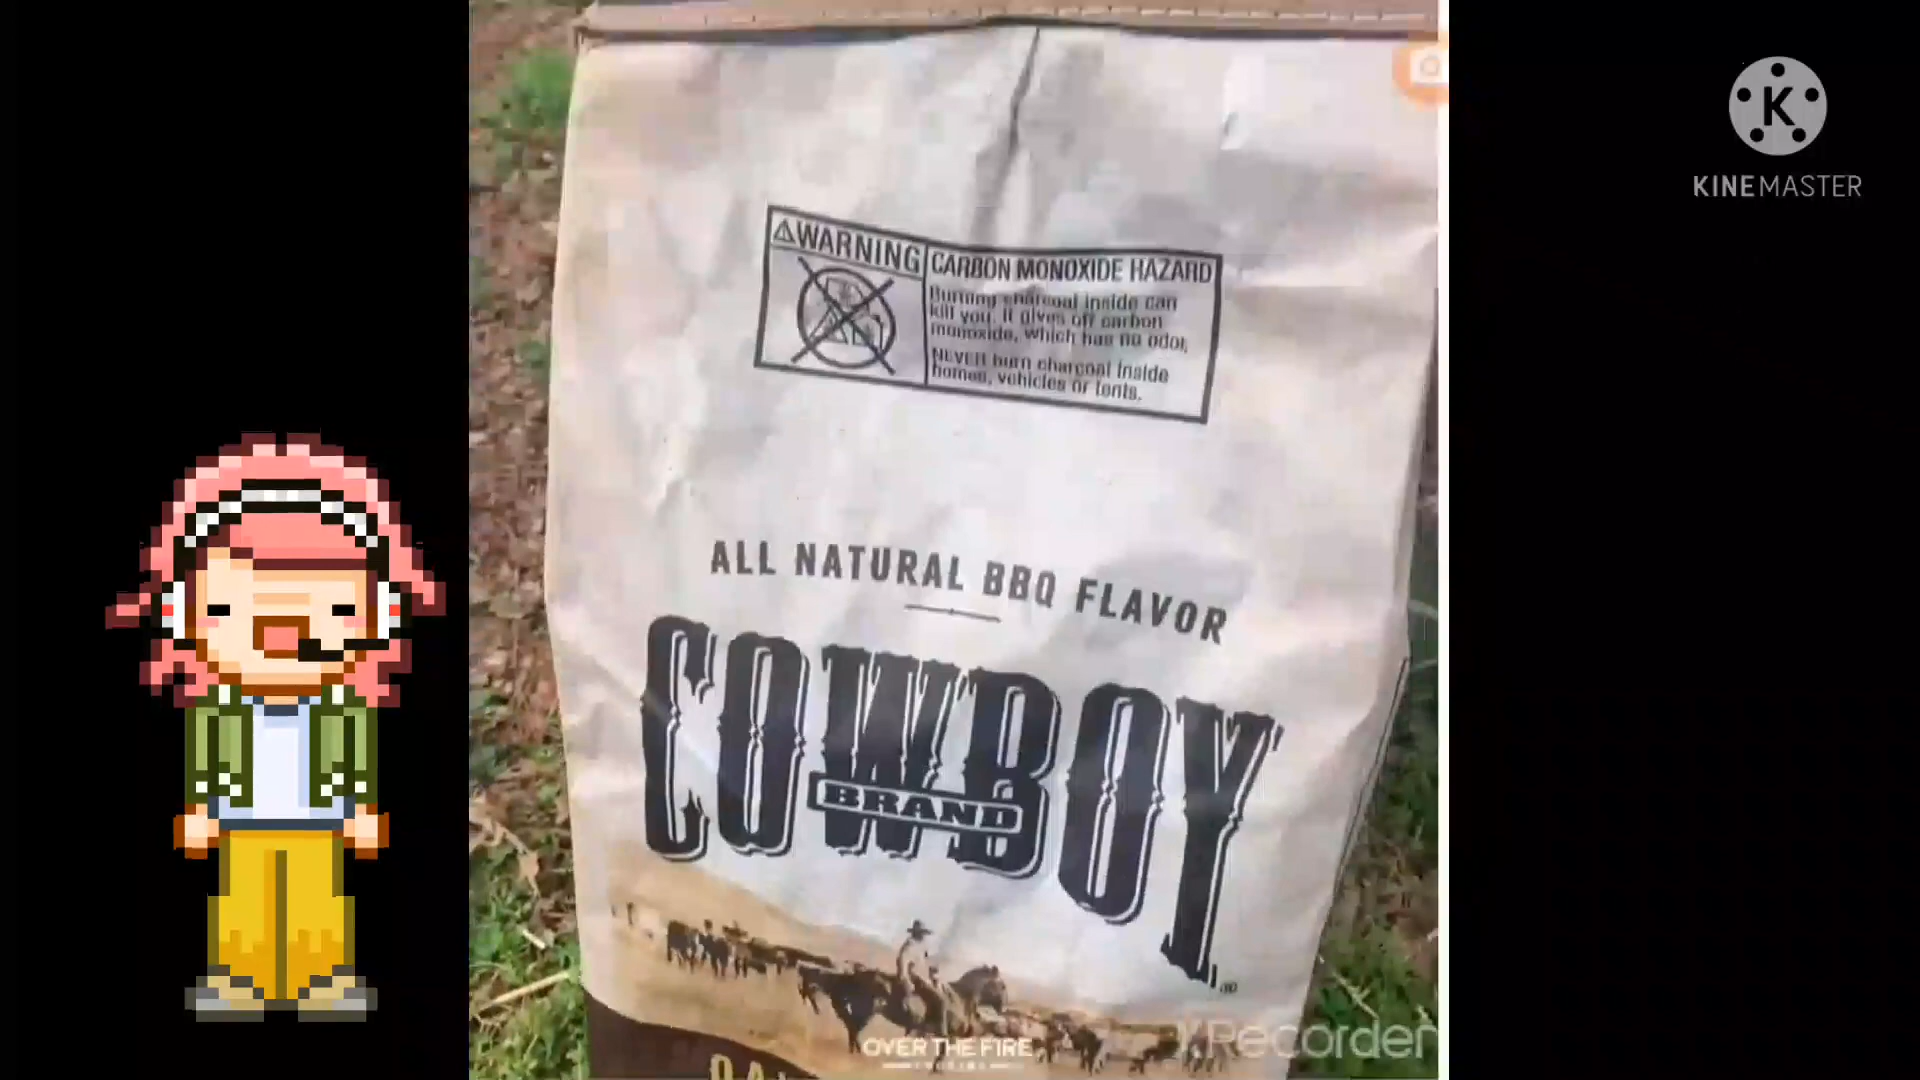 KINEMASTER
⚠WARNING
CARBON MONOXIDE HAZARD
Burning charcoal inside can
kill you. It gives off carbon
monoxide, which has no odor.
NEVER burn charcoal inside
homes, vehicles or tents.
ALL NATURAL BBQ FLAVOR
COWBOY
BRAND
OVER THE FIRE
COOKING
Recorder